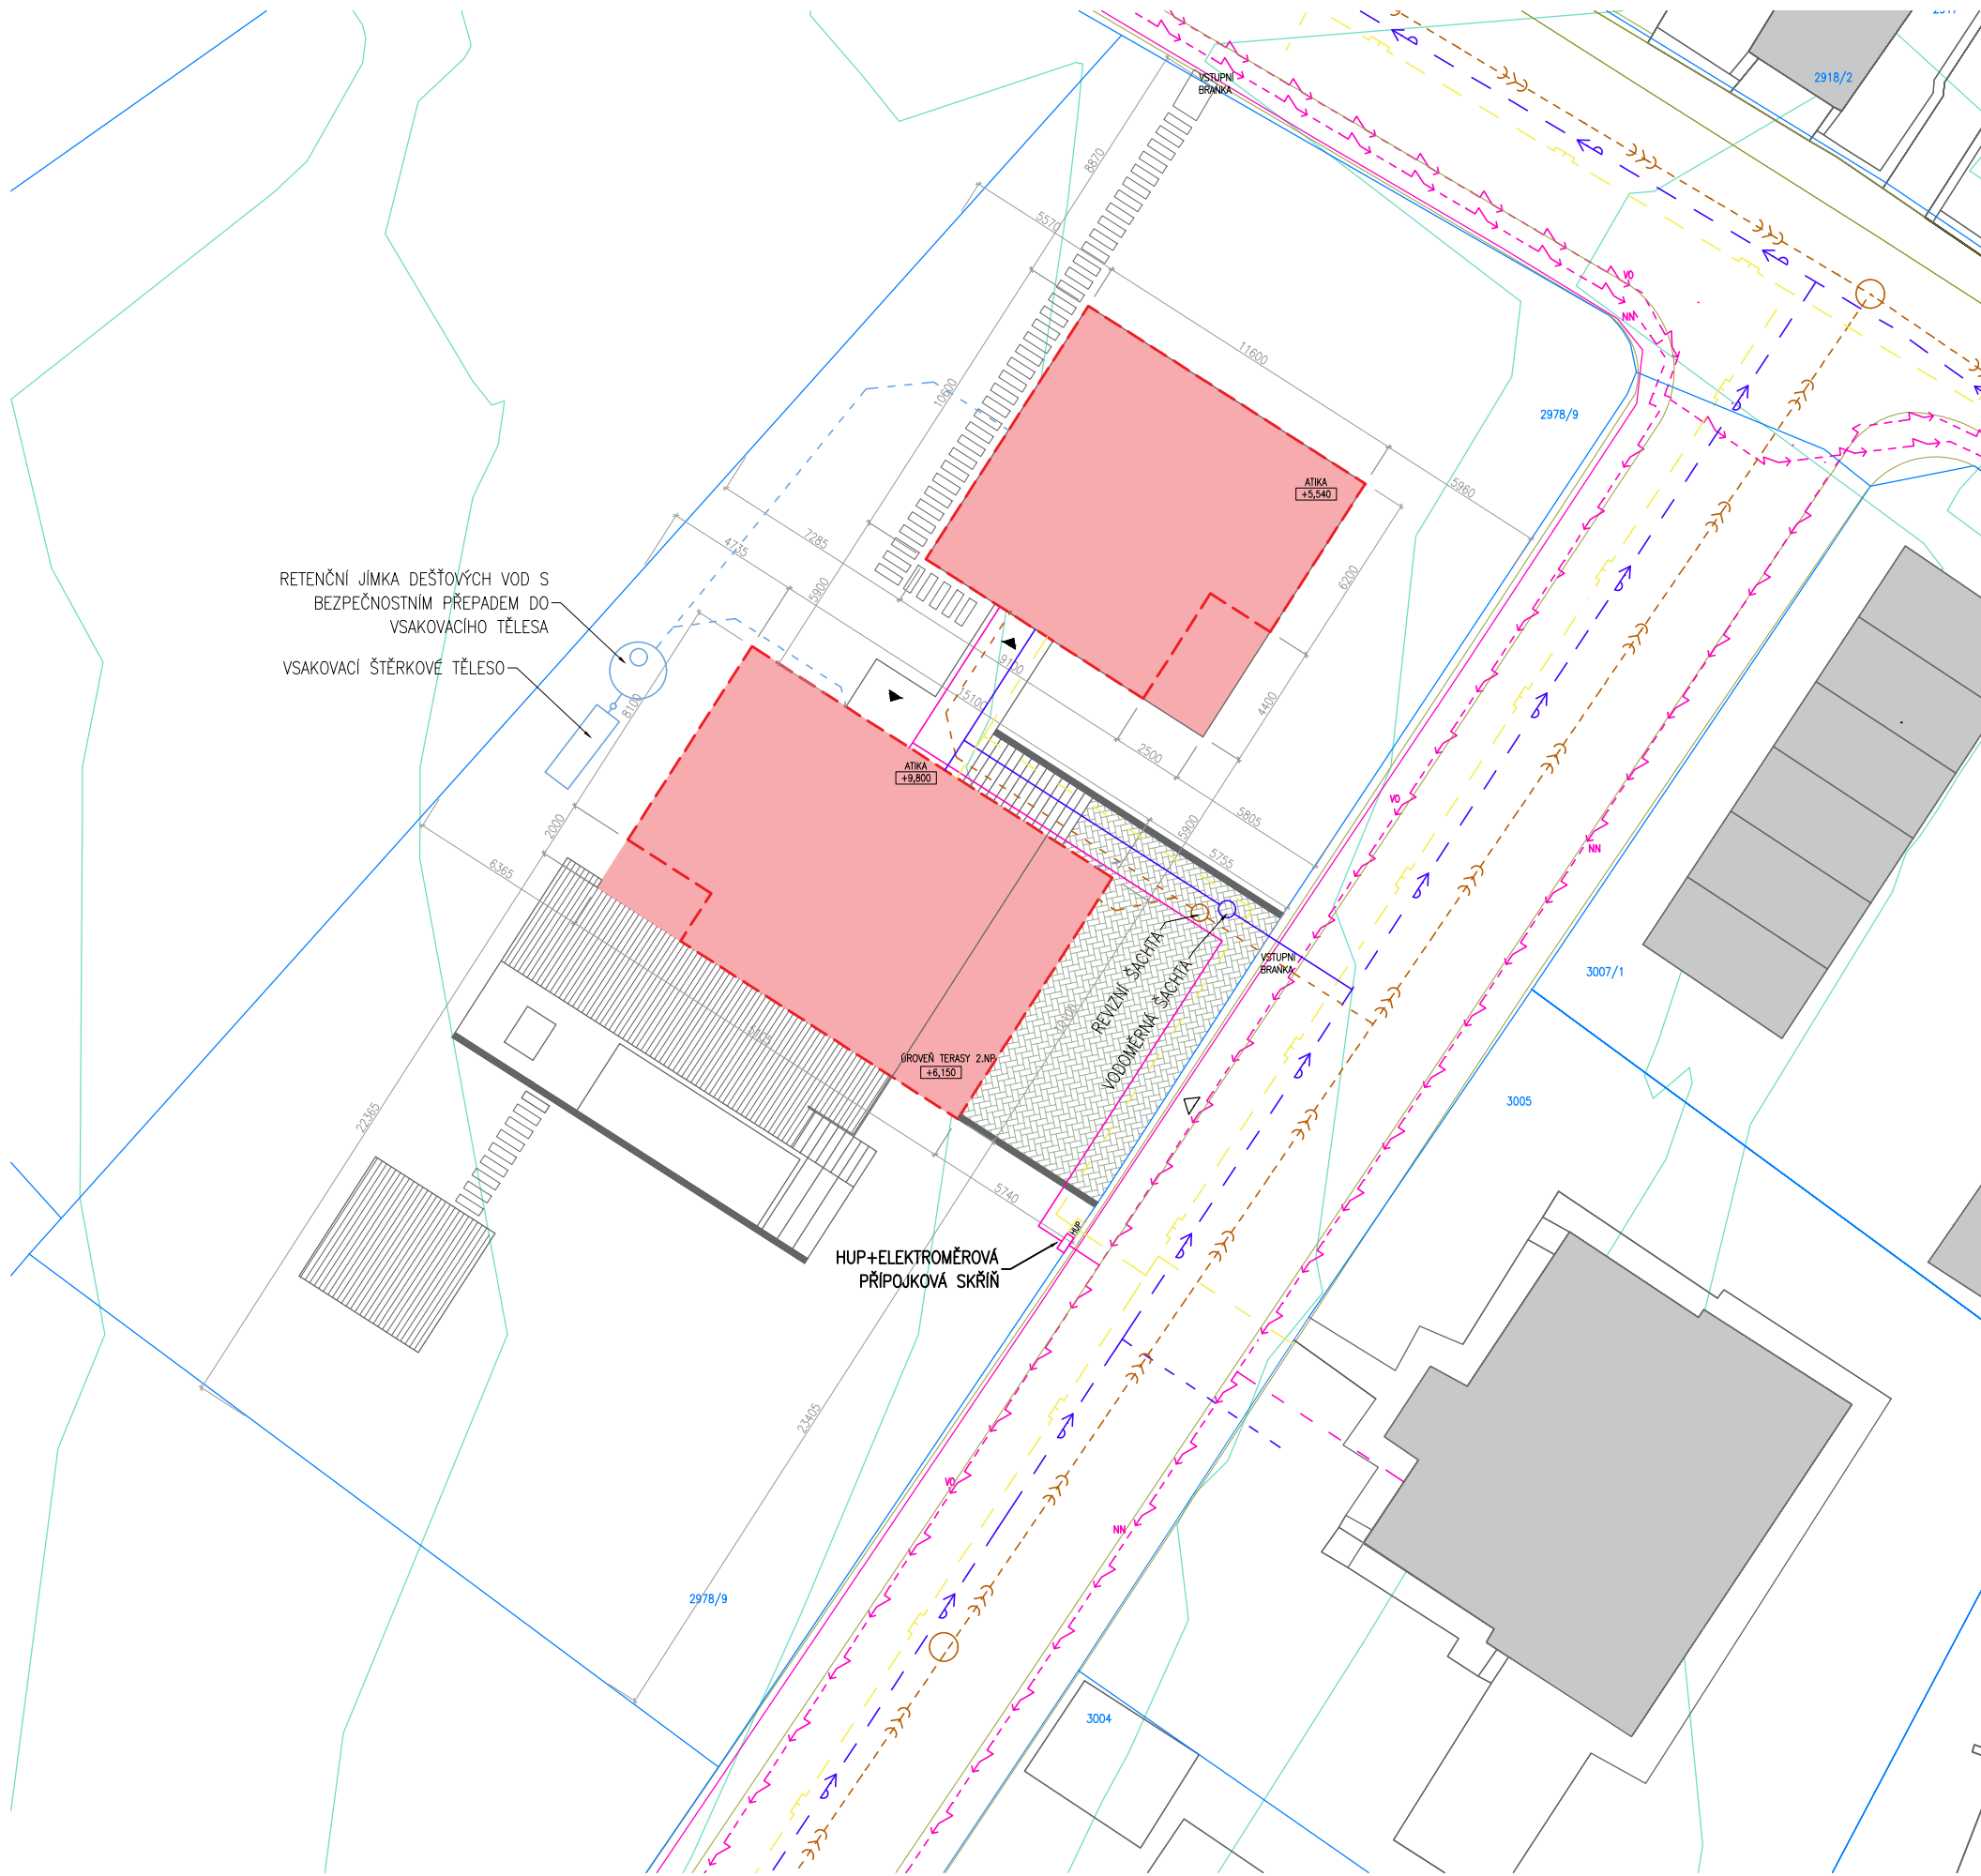 2918/2
VSTUPNÍ
BRANKA
8870
5570
VO
NN
11600
10600
2978/9
ATIKA
+5,540
5960
7285
4735
5900
6200
RETENČNÍ JÍMKA DEŠŤOVÝCH VOD S
BEZPEČNOSTNÍM PŘEPADEM DO
VSAKOVACÍHO TĚLESA
VSAKOVACÍ ŠTĚRKOVÉ TĚLESO
9100
15100
8100
4400
2500
ATIKA
+9,800
VO
5805
5900
5755
2000
6365
NN
REVIZNÍ ŠACHTA
VODOMĚRNÁ ŠACHTA
VSTUPNÍ
BRANKA
3007/1
10100
ÚROVEŇ TERASY 2.NP
+6,150
3005
22365
5740
HUP
HUP+ELEKTROMĚROVÁ
PŘÍPOJKOVÁ SKŘÍŇ
23405
VO
NN
2978/9
3004